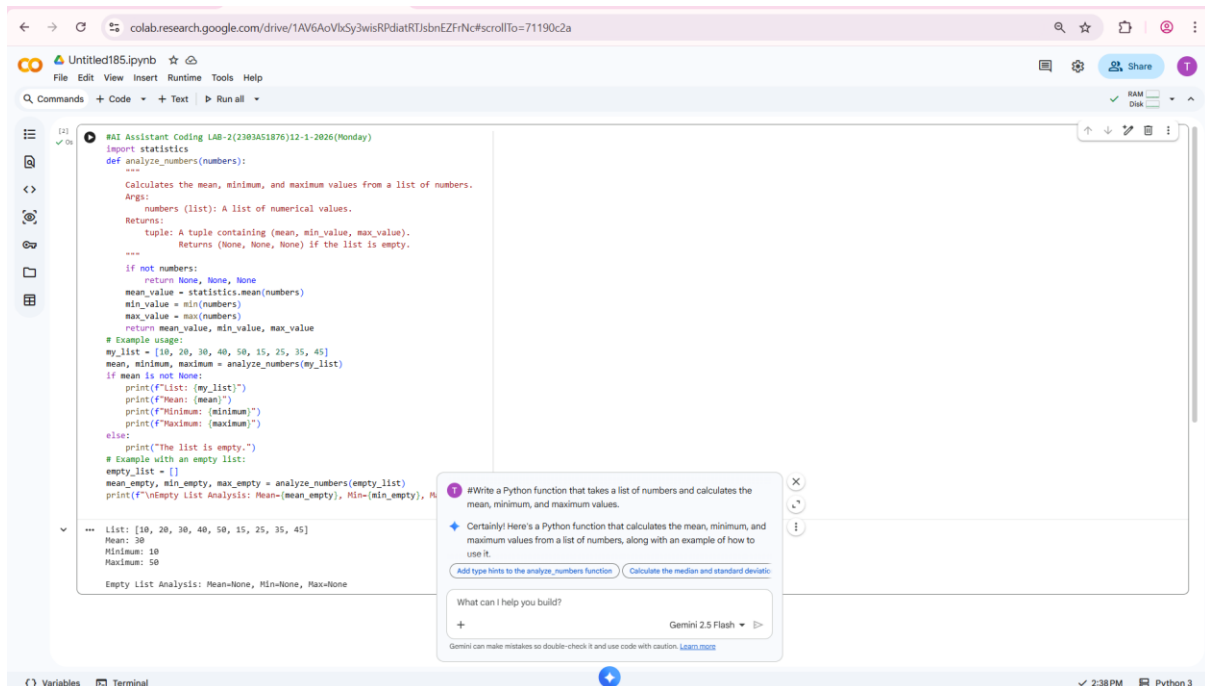 colab.research.google.com/drive/1AV6AoVlxSy3wisRPdiatRTJsbnEZFrNc#scrollTo=71190c2a
Untitled185.ipynb
Share
T
File Edit View Insert Runtime Tools Help
Commands + Code + Text Run all
RAM
Disk
[2]
0s
#AI Assistant Coding LAB-2(2303A51876)12-1-2026(Monday)
import statistics
def analyze_numbers(numbers):
"""
Calculates the mean, minimum, and maximum values from a list of numbers.
Args:
numbers (list): A list of numerical values.
Returns:
tuple: A tuple containing (mean, min_value, max_value).
Returns (None, None, None) if the list is empty.
"""
if not numbers:
return None, None, None
mean_value = statistics.mean(numbers)
min_value = min(numbers)
max_value = max(numbers)
return mean_value, min_value, max_value
# Example usage:
my_list = [10, 20, 30, 40, 50, 15, 25, 35, 45]
mean, minimum, maximum = analyze_numbers(my_list)
if mean is not None:
print(f"List: {my_list}")
print(f"Mean: {mean}")
print(f"Minimum: {minimum}")
print(f"Maximum: {maximum}")
else:
print("The list is empty.")
# Example with an empty list:
empty_list = []
mean_empty, min_empty, max_empty = analyze_numbers(empty_list)
print(f"\nEmpty List Analysis: Mean={mean_empty}, Min={min_empty}, M
List: [10, 20, 30, 40, 50, 15, 25, 35, 45]
Mean: 30
Minimum: 10
Maximum: 50
Empty List Analysis: Mean=None, Min=None, Max=None
T
#Write a Python function that takes a list of numbers and calculates the
mean, minimum, and maximum values.
Certainly! Here's a Python function that calculates the mean, minimum, and
maximum values from a list of numbers, along with an example of how to
use it.
Add type hints to the analyze_numbers function
Calculate the median and standard deviatio
What can I help you build?
+ Gemini 2.5 Flash
Gemini can make mistakes so double-check it and use code with caution. Learn more
{} Variables Terminal
2:38 PM Python 3